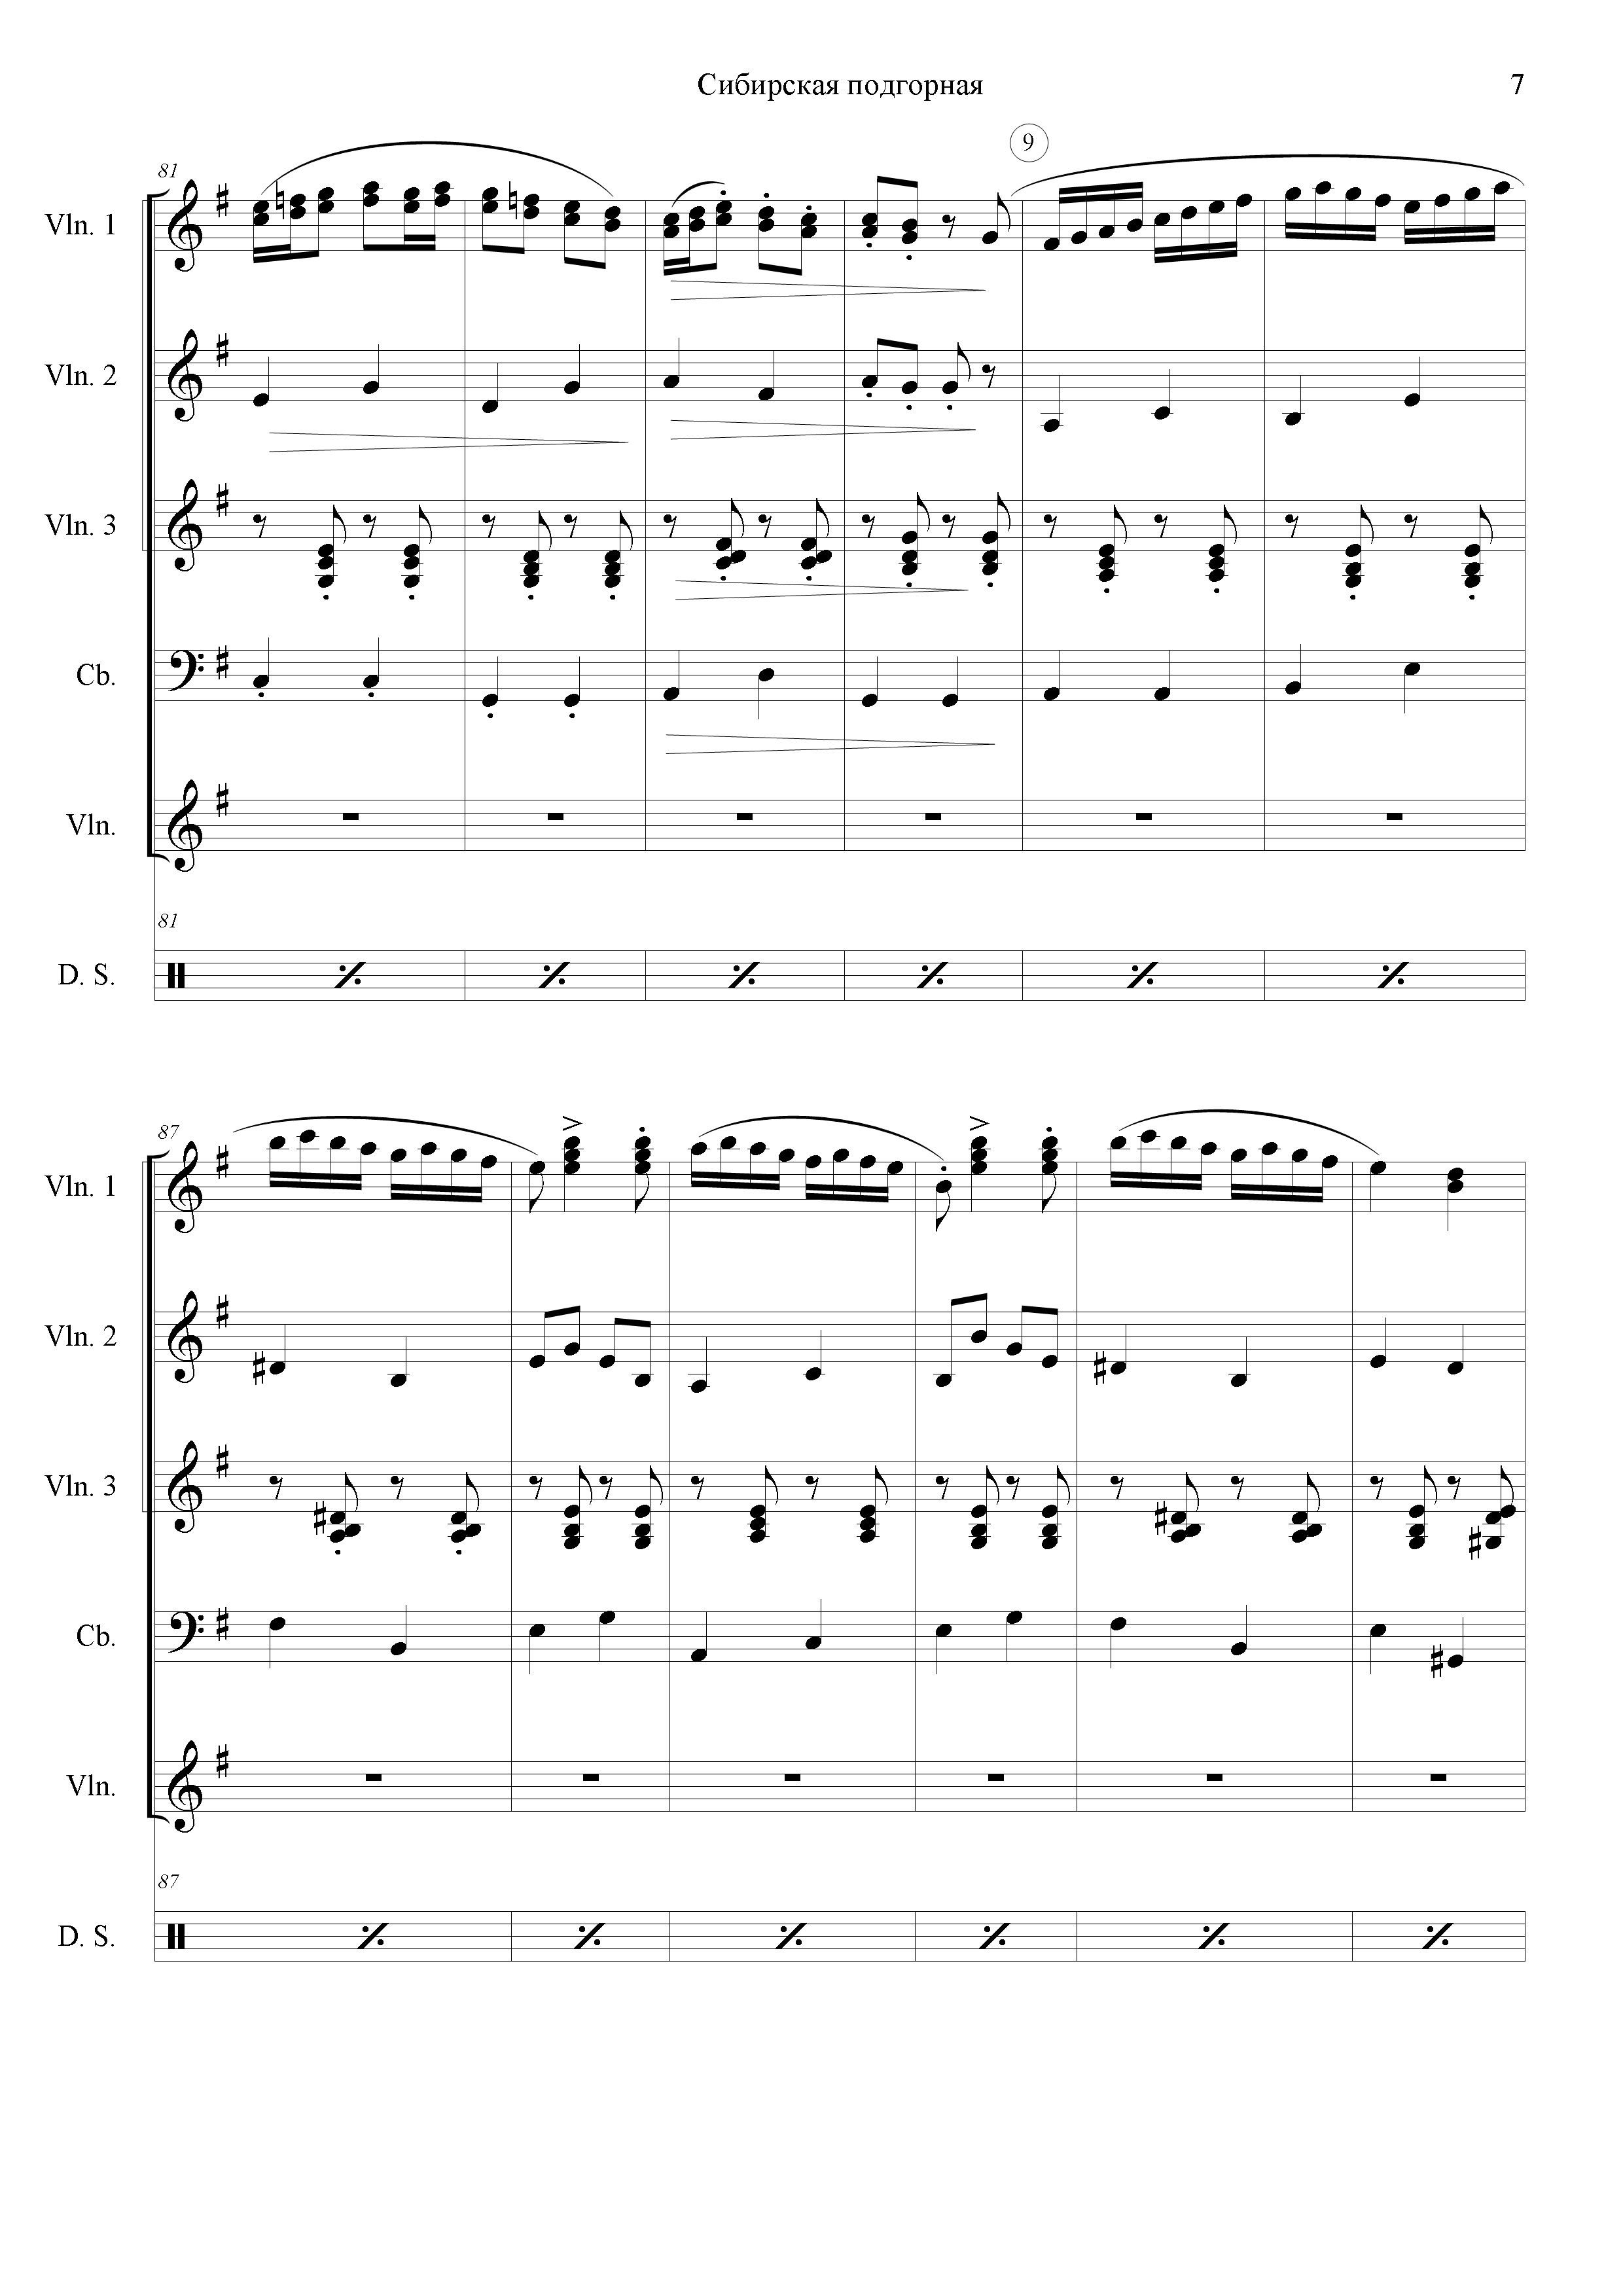 Сибирская подгорная 7
9
81
Vln. 1
Vln. 2
Vln. 3
Cb.
Vln.
81
D. S.
87
Vln. 1
Vln. 2
Vln. 3
Cb.
Vln.
87
D. S.